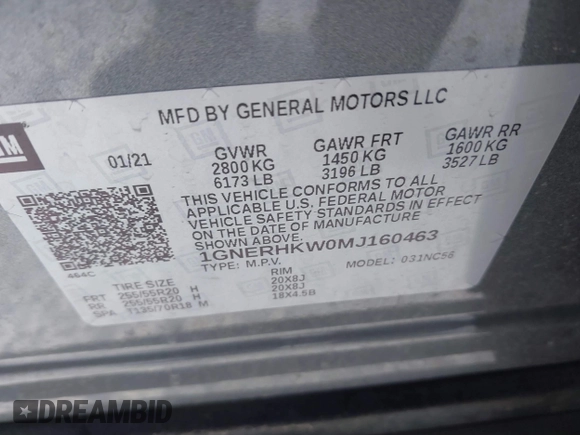 MFD BY GENERAL MOTORS LLC
GM
01/21
GVWR
2800 KG
6173 LB
GAWR FRT
1450 KG
3196 LB
GAWR RR
1600 KG
3527 LB
THIS VEHICLE CONFORMS TO ALL
APPLICABLE U.S. FEDERAL MOTOR
VEHICLE SAFETY STANDARDS IN EFFECT
ON THE DATE OF MANUFACTURE
SHOWN ABOVE.
1GNERHKW0MJ160463
TYPE: M.P.V. MODEL: 031NC56
464C
TIRE SIZE RIM
FRT 255/55R20 H 20X8J
RR 255/55R20 H 20X8J
SPA T135/70R18 M 18X4.5B
DREAMBID